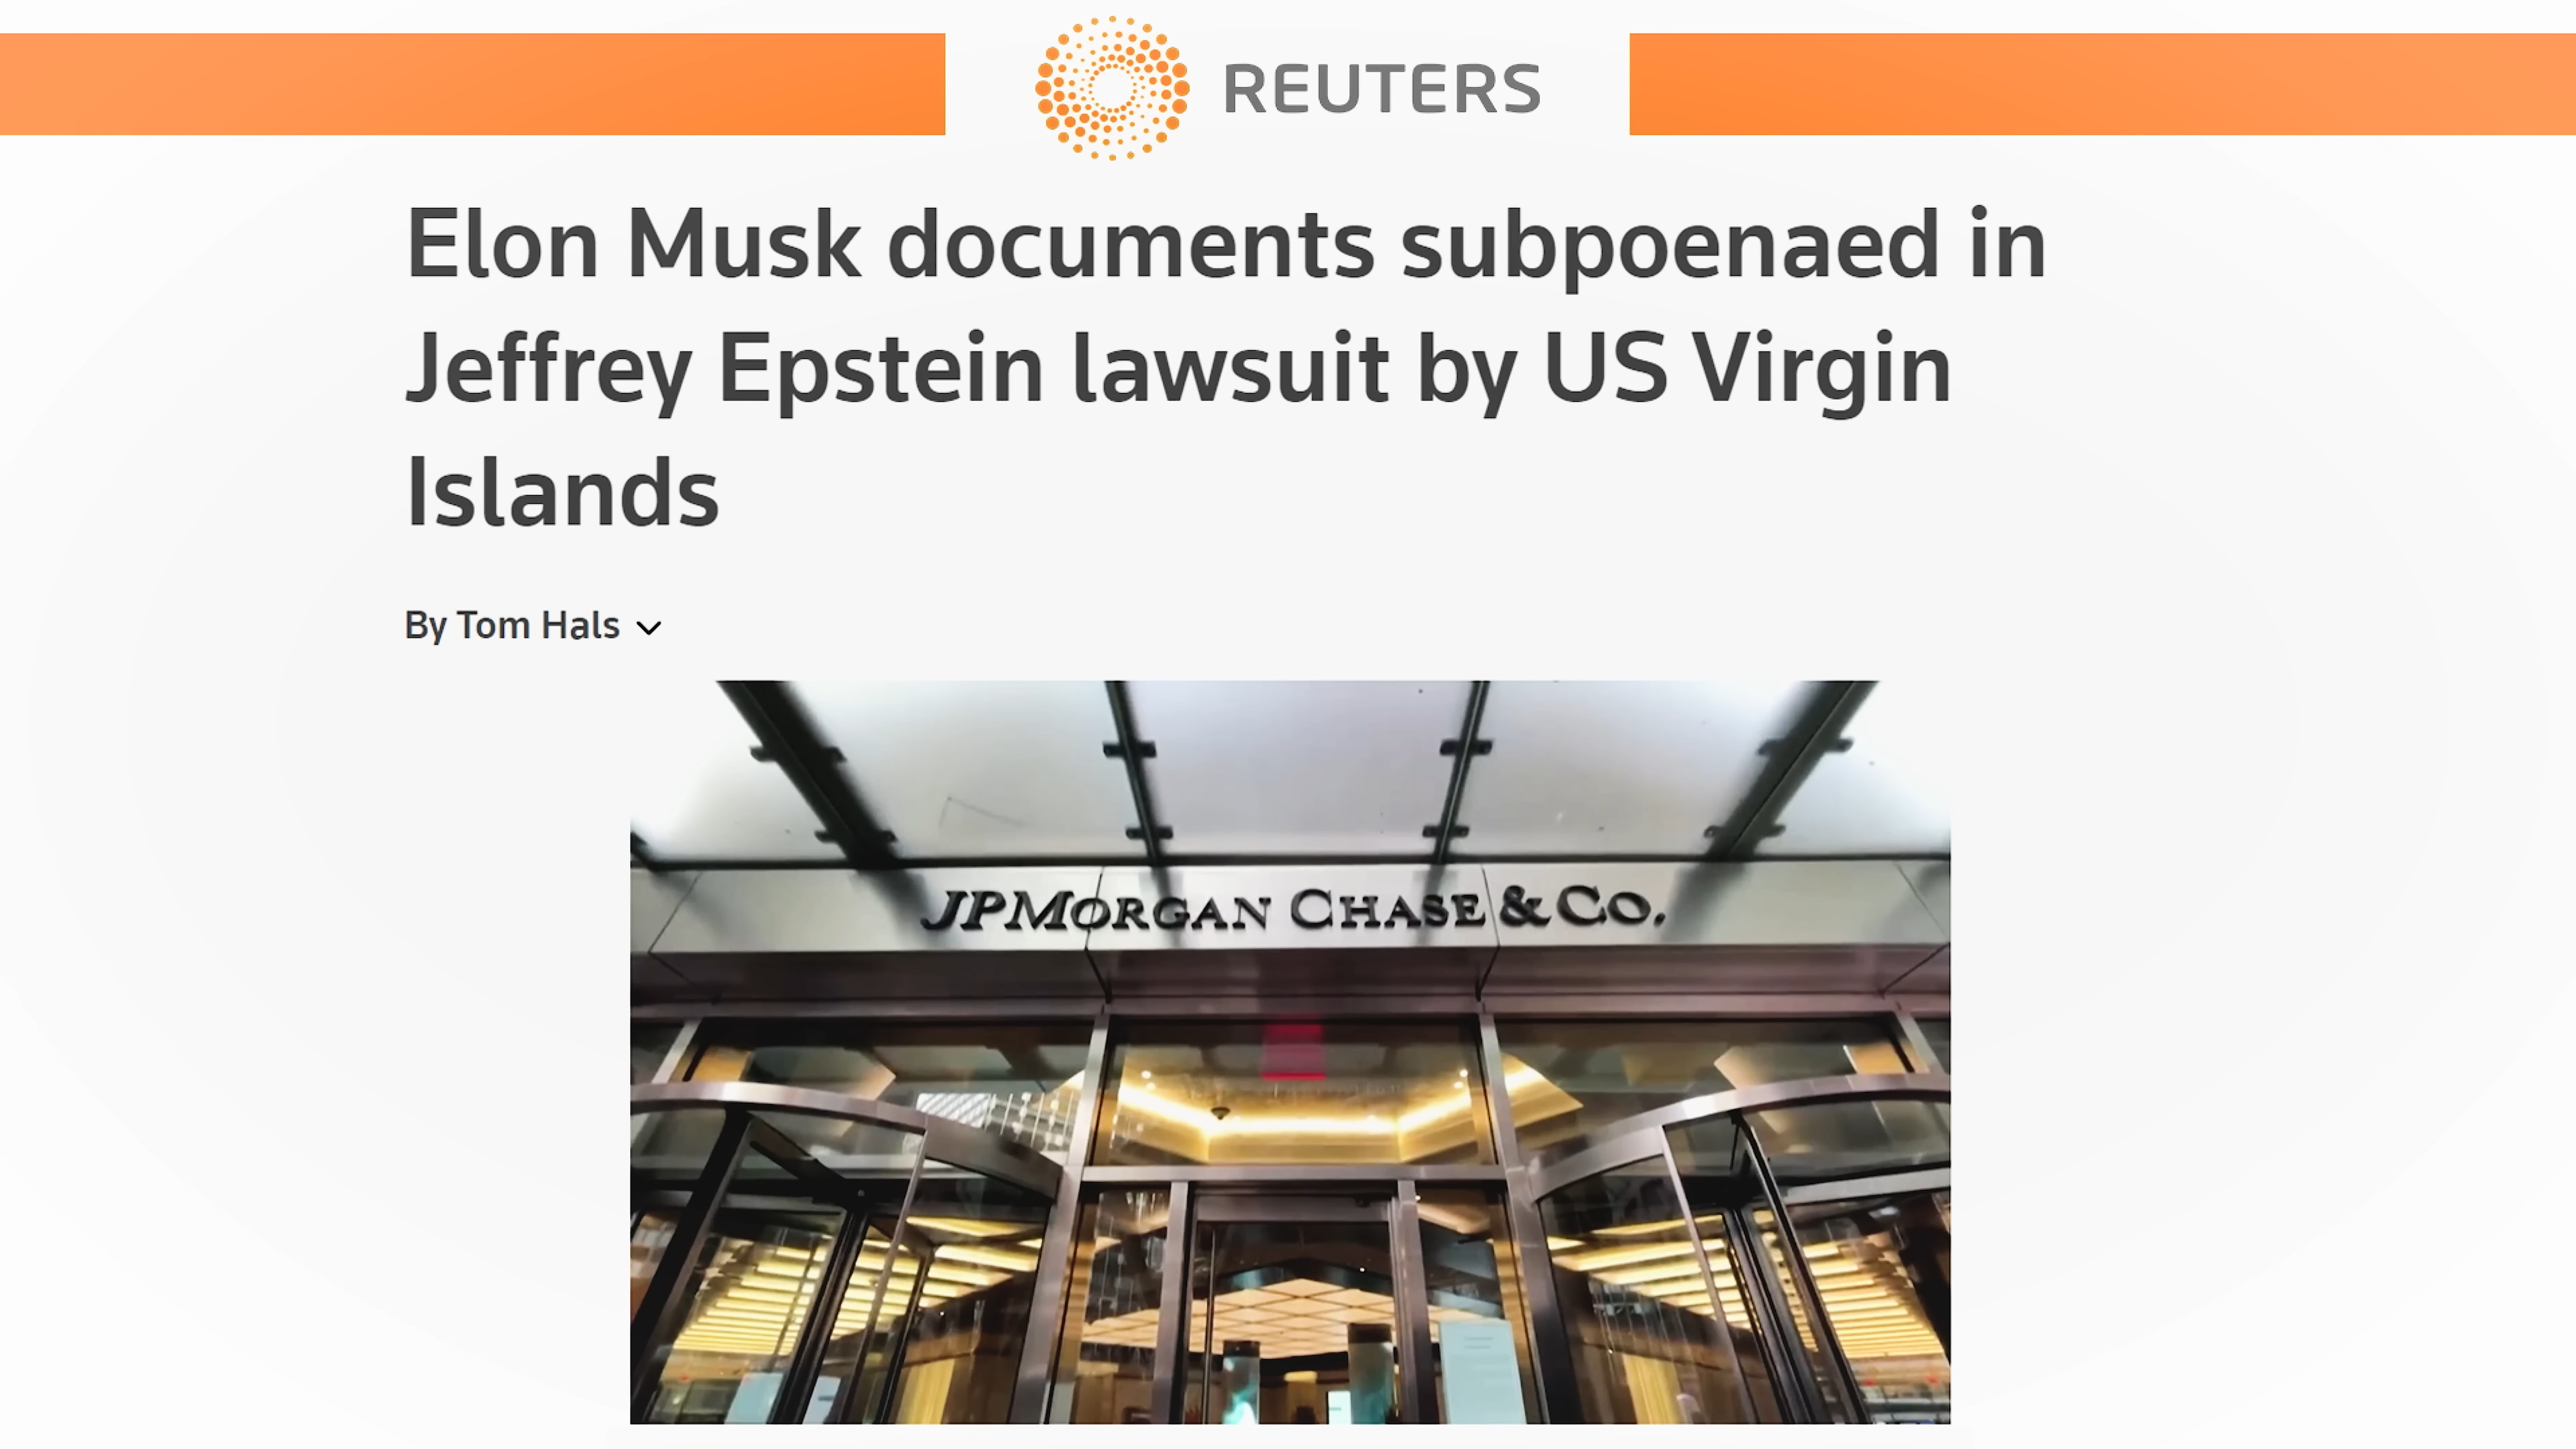 REUTERS
Elon Musk documents subpoenaed in
Jeffrey Epstein lawsuit by US Virgin
Islands
By Tom Hals
JPMORGAN CHASE & CO.